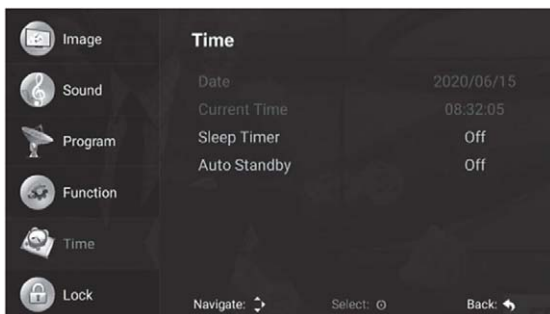 Image
Sound
Program
Function
Time
Lock
Time
Date 2020/06/15
Current Time 08:32:05
Sleep Timer Off
Auto Standby Off
Navigate: Select: Back: